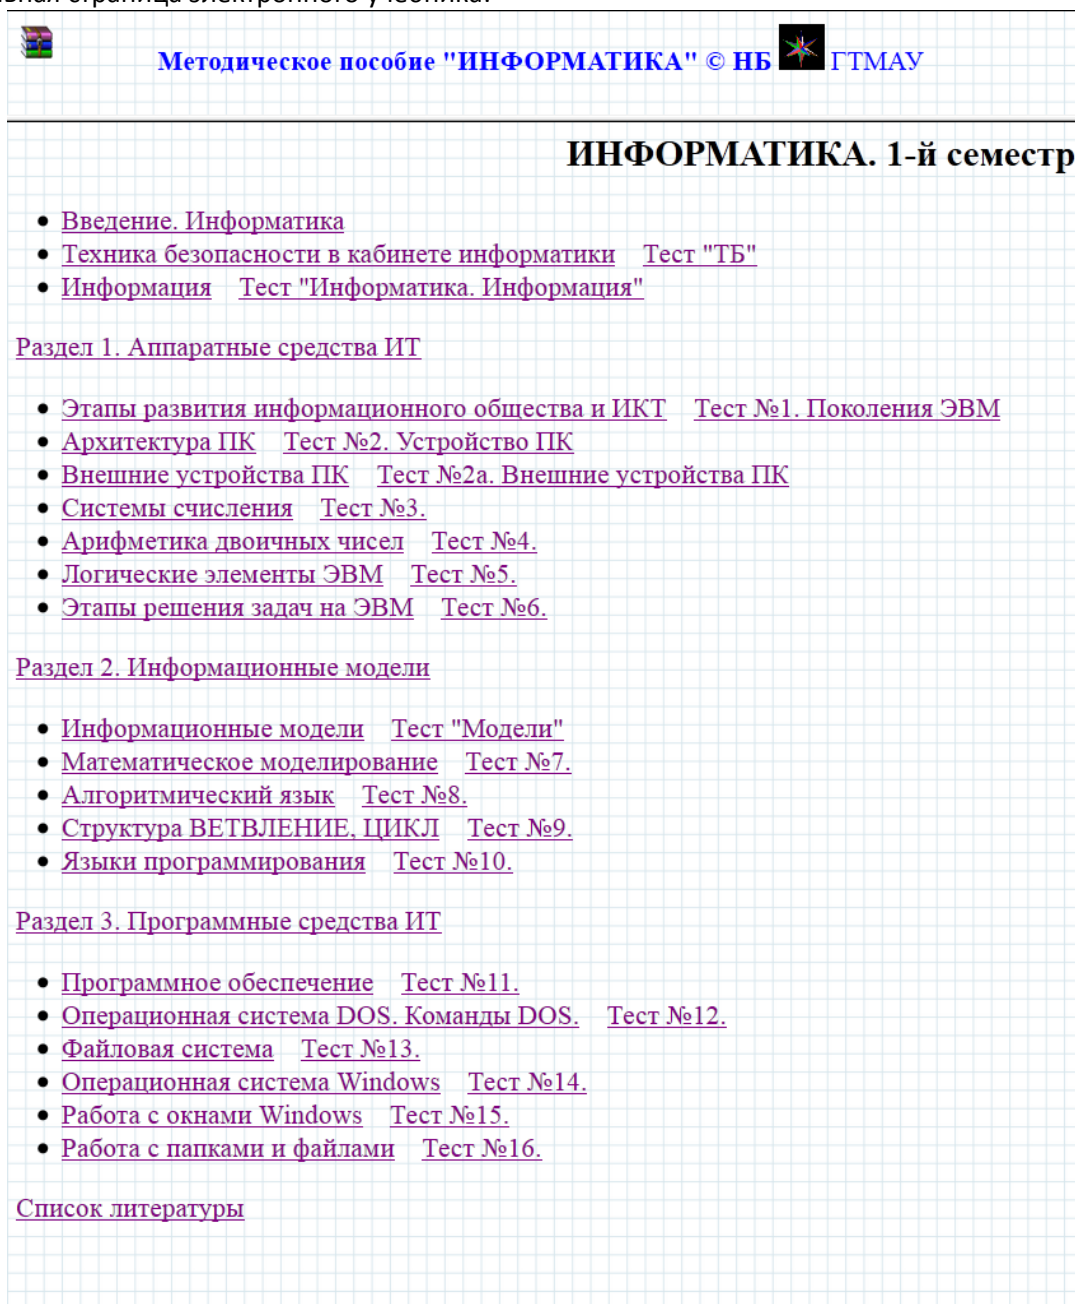 страница электронного учебника.
Методическое пособие "ИНФОРМАТИКА" © НБ ГТМАУ
ИНФОРМАТИКА. 1-й семестр
Введение. Информатика
Техника безопасности в кабинете информатики Тест "ТБ"
Информация Тест "Информатика. Информация"
Раздел 1. Аппаратные средства ИТ
Этапы развития информационного общества и ИКТ Тест №1. Поколения ЭВМ
Архитектура ПК Тест №2. Устройство ПК
Внешние устройства ПК Тест №2а. Внешние устройства ПК
Системы счисления Тест №3.
Арифметика двоичных чисел Тест №4.
Логические элементы ЭВМ Тест №5.
Этапы решения задач на ЭВМ Тест №6.
Раздел 2. Информационные модели
Информационные модели Тест "Модели"
Математическое моделирование Тест №7.
Алгоритмический язык Тест №8.
Структура ВЕТВЛЕНИЕ, ЦИКЛ Тест №9.
Языки программирования Тест №10.
Раздел 3. Программные средства ИТ
Программное обеспечение Тест №11.
Операционная система DOS. Команды DOS. Тест №12.
Файловая система Тест №13.
Операционная система Windows Тест №14.
Работа с окнами Windows Тест №15.
Работа с папками и файлами Тест №16.
Список литературы